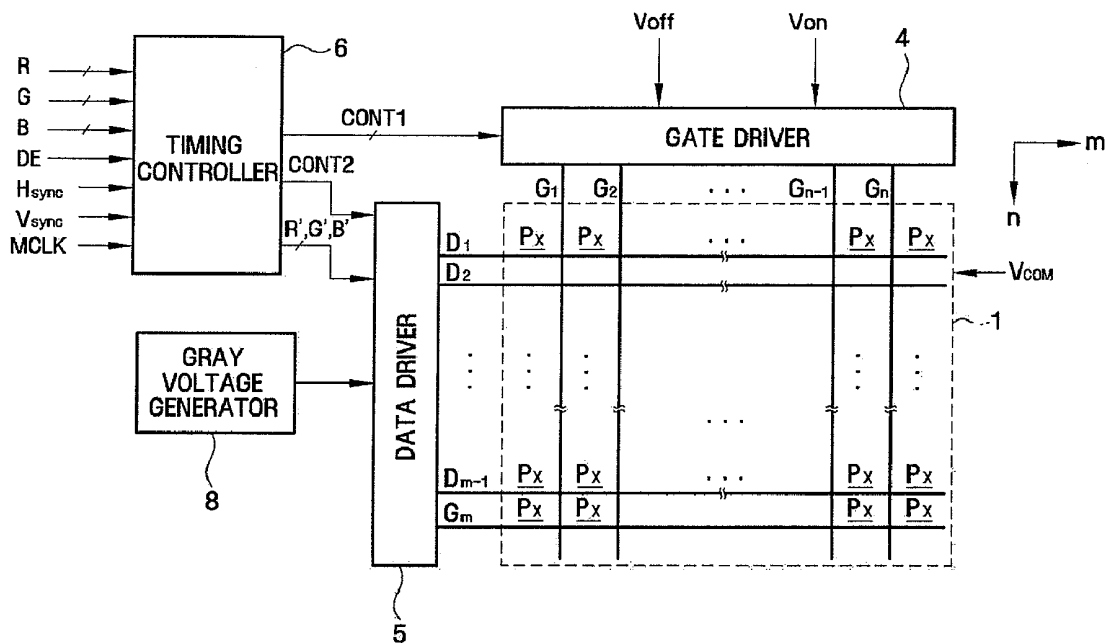 Voff Von
6
4
R
G
B
DE
Hsync
Vsync
MCLK
TIMING
CONTROLLER
CONT1
CONT2
R',G',B'
GATE DRIVER
m
n
G1 G2 . . . Gn-1 Gn
D1 Px Px . . . Px Px
D2
VCOM
1
GRAY
VOLTAGE
GENERATOR
8
DATA DRIVER
. . .
Dm-1 Px Px . . . Px Px
Gm Px Px Px Px
5